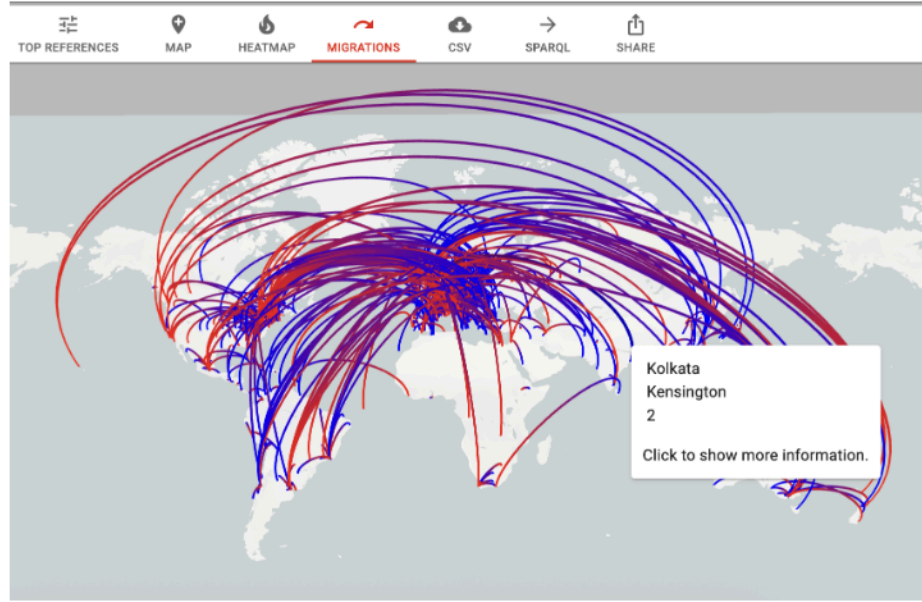 TOP REFERENCES
MAP
HEATMAP
MIGRATIONS
CSV
SPARQL
SHARE
Kolkata
Kensington
2
Click to show more information.